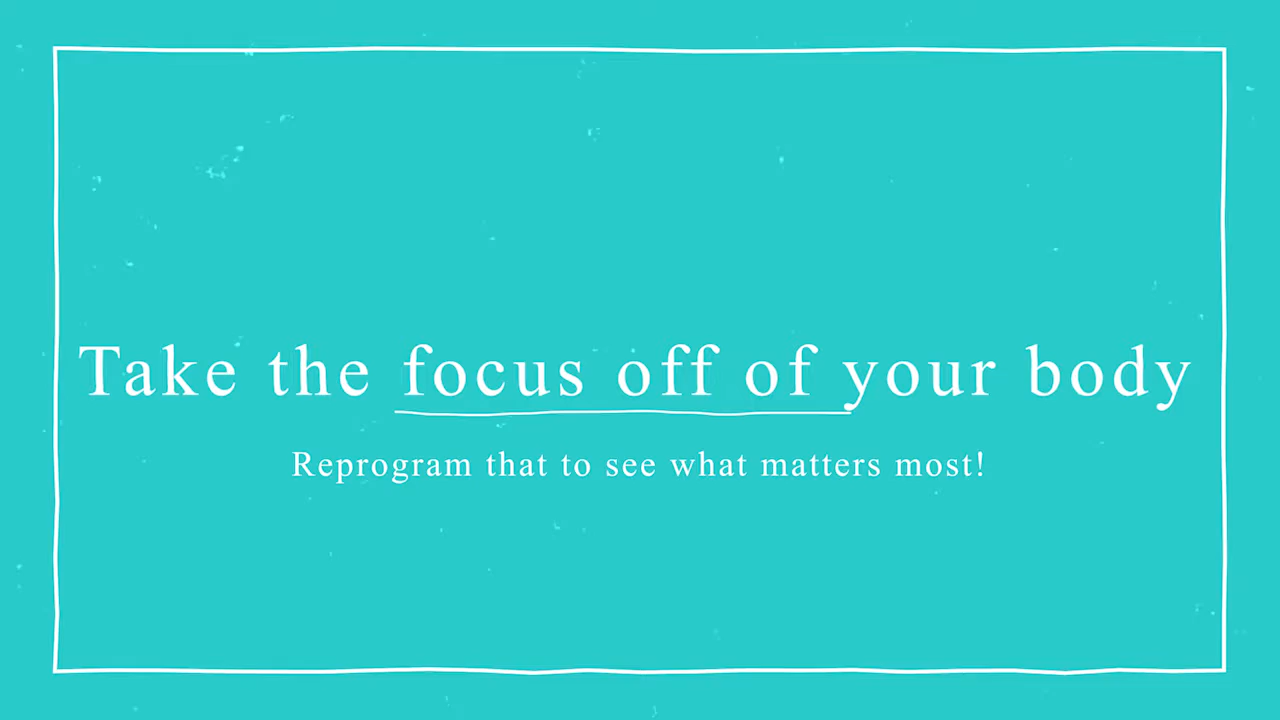 Take the focus off of your body
Reprogram that to see what matters most!